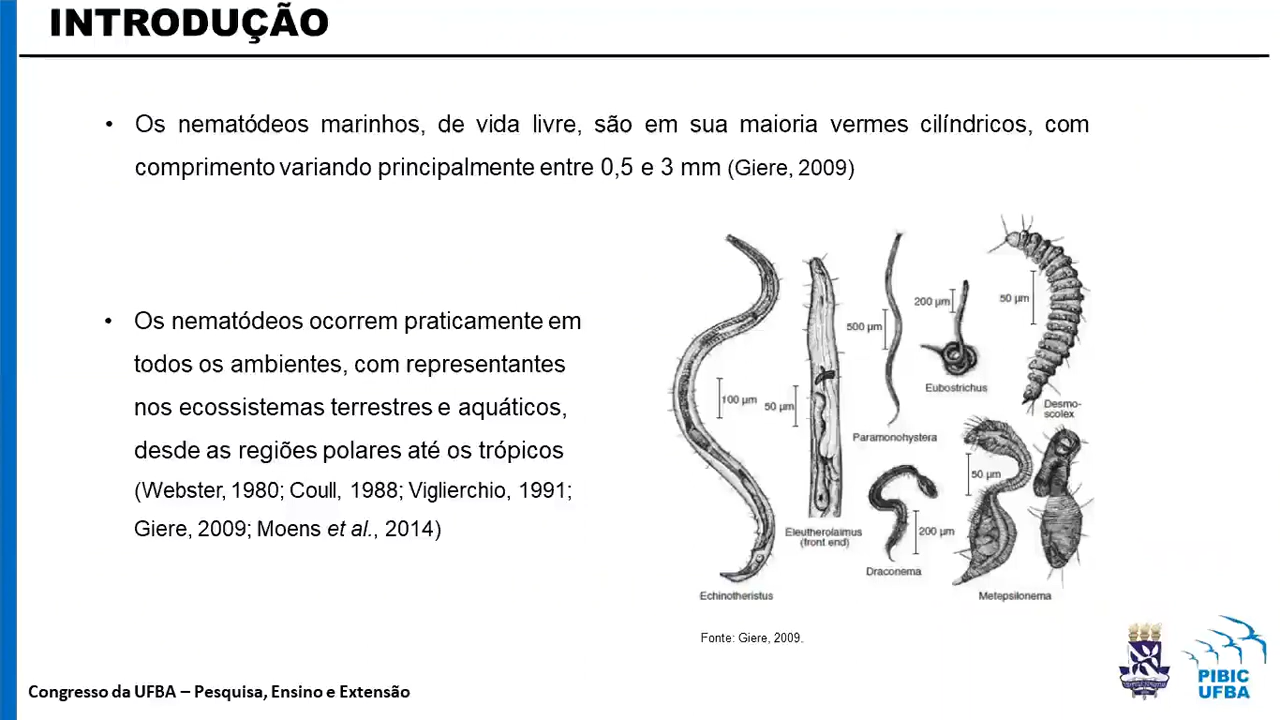 INTRODUÇÃO
• Os nematódeos marinhos, de vida livre, são em sua maioria vermes cilíndricos, com
comprimento variando principalmente entre 0,5 e 3 mm (Giere, 2009)
• Os nematódeos ocorrem praticamente em
todos os ambientes, com representantes
nos ecossistemas terrestres e aquáticos,
desde as regiões polares até os trópicos
(Webster, 1980; Coull, 1988; Viglierchio, 1991;
Giere, 2009; Moens et al., 2014)
100 µm
Echinotheristus
50 µm
Eleutherolaimus
(front end)
500 µm
Paramonohystera
200 µm
Eubostrichus
50 µm
Desmo-
scolex
200 µm
Draconema
50 µm
Metepsilonema
Fonte: Giere, 2009.
Congresso da UFBA – Pesquisa, Ensino e Extensão
PIBIC
UFBA